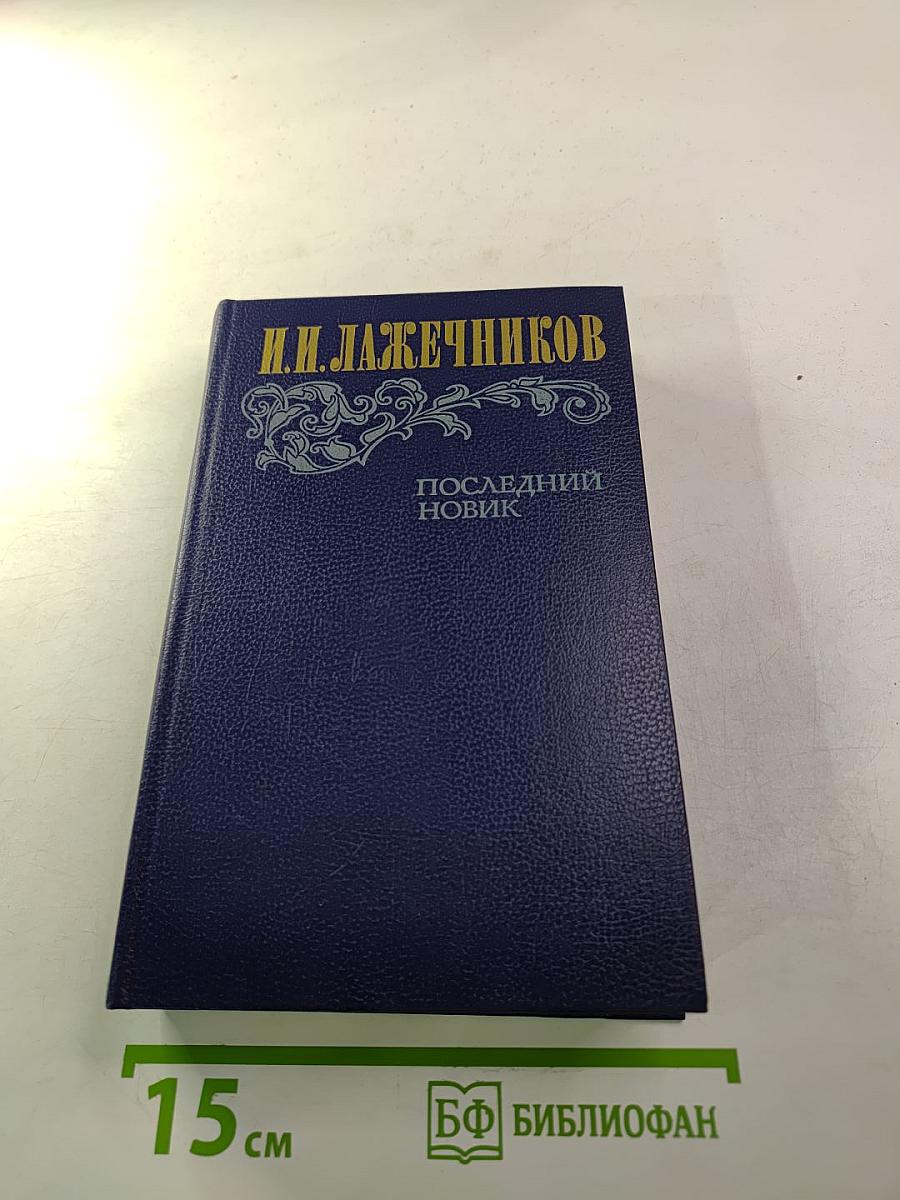 И.И.ЛАЖЕЧНИКОВ
ПОСЛЕДНИЙ
НОВИК
15 см
БФ БИБЛИОФАН